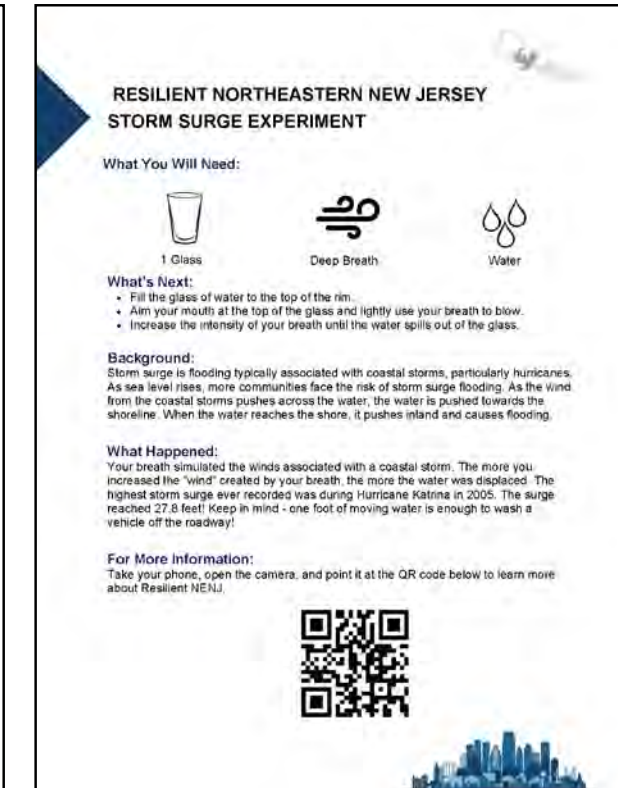 RESILIENT NORTHEASTERN NEW JERSEY
STORM SURGE EXPERIMENT
What You Will Need:
1 Glass
Deep Breath
Water
What's Next:
• Fill the glass of water to the top of the rim.
• Aim your mouth at the top of the glass and lightly use your breath to blow.
• Increase the intensity of your breath until the water spills out of the glass.
Background:
Storm surge is flooding typically associated with coastal storms, particularly hurricanes.
As sea level rises, more communities face the risk of storm surge flooding. As the wind
from the coastal storms pushes across the water, the water is pushed towards the
shoreline. When the water reaches the shore, it pushes inland and causes flooding.
What Happened:
Your breath simulated the winds associated with a coastal storm. The more you
increased the "wind" created by your breath, the more the water was displaced. The
highest storm surge ever recorded was during Hurricane Katrina in 2005. The surge
reached 27.8 feet! Keep in mind - one foot of moving water is enough to wash a
vehicle off the roadway!
For More Information:
Take your phone, open the camera, and point it at the QR code below to learn more
about Resilient NENJ.